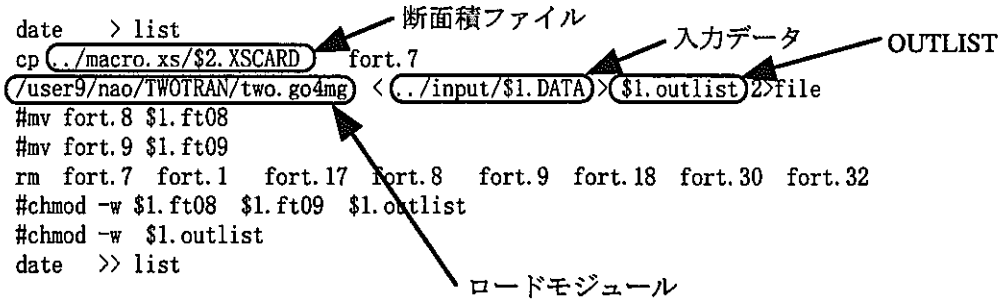 断面積ファイル
date > list
入力データ
OUTLIST
cp ../macro.xs/$2.XSCARD fort.7
/user9/nao/TWOTRAN/two.go4mg < ../input/$1.DATA > $1.outlist 2>file
#mv fort.8 $1.ft08
#mv fort.9 $1.ft09
rm fort.7 fort.1 fort.17 fort.8 fort.9 fort.18 fort.30 fort.32
#chmod -w $1.ft08 $1.ft09 $1.outlist
#chmod -w $1.outlist
date >> list
ロードモジュール